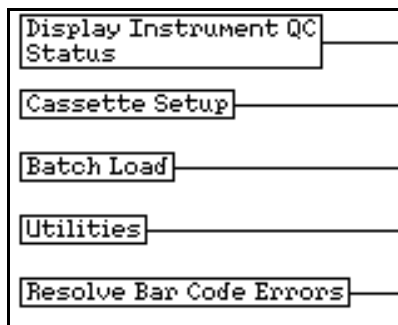 Display Instrument QC
Status
Cassette Setup
Batch Load
Utilities
Resolve Bar Code Errors